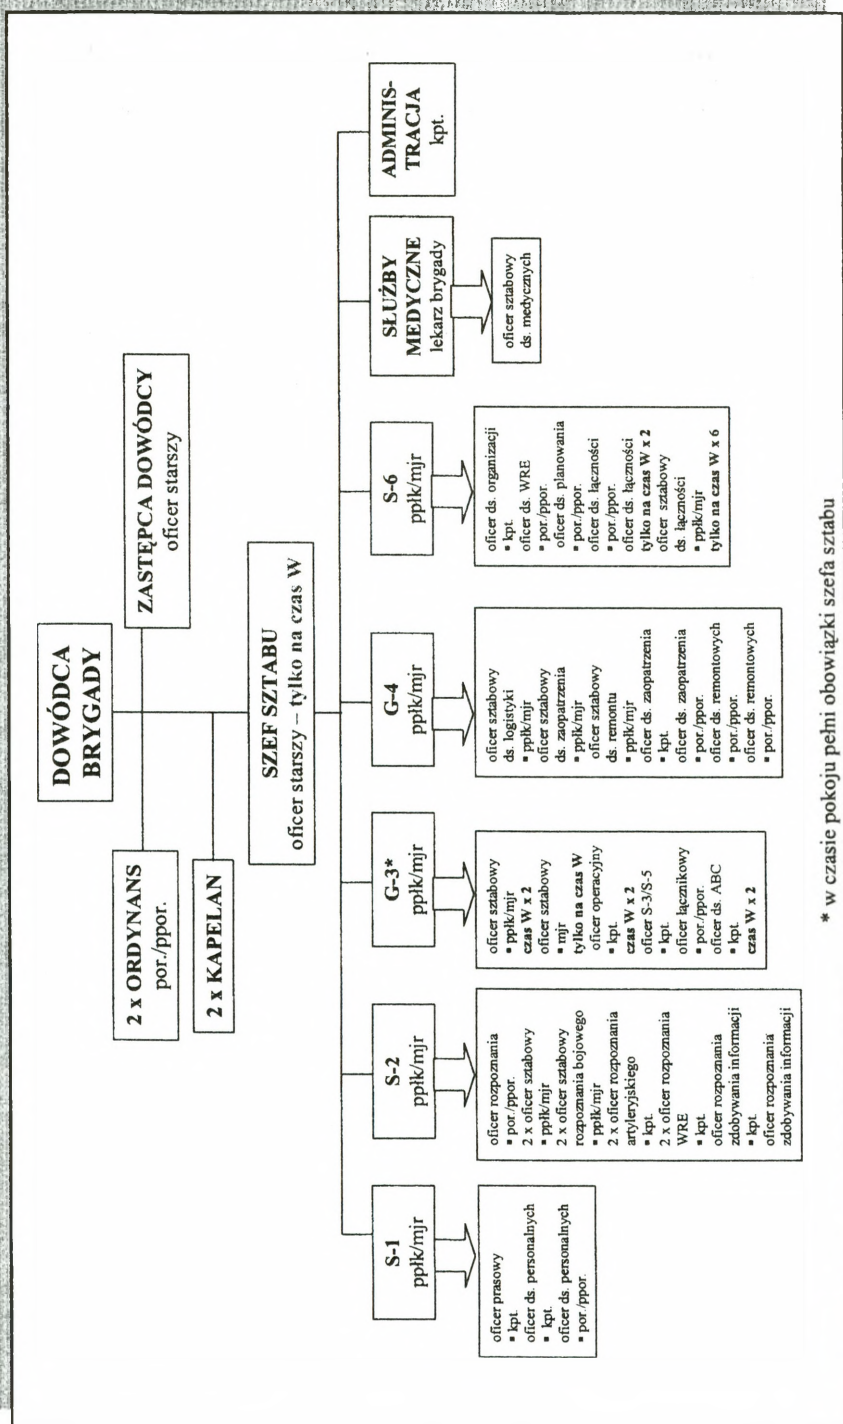 DOWÓDCA
BRYGADY
ZASTĘPCA DOWÓDCY
oficer starszy
2 x ORDYNANS
por./ppor.
2 x KAPELAN
SZEF SZTABU
oficer starszy – tylko na czas W
S-1
ppłk/mjr
oficer prasowy
▪ kpt.
oficer ds. personalnych
▪ kpt.
oficer ds. personalnych
▪ por./ppor.
S-2
ppłk/mjr
oficer rozpoznania
▪ por./ppor.
2 x oficer sztabowy
▪ ppłk/mjr
2 x oficer sztabowy
rozpoznania bojowego
▪ ppłk/mjr
2 x oficer rozpoznania
artyleryjskiego
▪ kpt.
2 x oficer rozpoznania
WRE
▪ kpt.
oficer rozpoznania
zdobywania informacji
▪ kpt.
oficer rozpoznania
zdobywania informacji
G-3*
ppłk/mjr
oficer sztabowy
▪ ppłk/mjr
czas W x 2
oficer sztabowy
▪ mjr
tylko na czas W
oficer operacyjny
▪ kpt.
czas W x 2
oficer S-3/S-5
▪ kpt.
oficer łącznikowy
▪ por./ppor.
oficer ds. ABC
▪ kpt.
czas W x 2
G-4
ppłk/mjr
oficer sztabowy
ds. logistyki
▪ ppłk/mjr
oficer sztabowy
ds. zaopatrzenia
▪ ppłk/mjr
oficer sztabowy
ds. remontu
▪ ppłk/mjr
oficer ds. zaopatrzenia
▪ kpt.
oficer ds. zaopatrzenia
▪ por./ppor.
oficer ds. remontowych
▪ por./ppor.
oficer ds. remontowych
▪ por./ppor.
S-6
ppłk/mjr
oficer ds. organizacji
▪ kpt.
oficer ds. WRE
▪ por./ppor.
oficer ds. planowania
▪ por./ppor.
oficer ds. łączności
▪ por./ppor.
oficer ds. łączności
tylko na czas W x 2
oficer sztabowy
ds. łączności
▪ ppłk/mjr
tylko na czas W x 6
SŁUŻBY
MEDYCZNE
lekarz brygady
oficer sztabowy
ds. medycznych
ADMINIS-
TRACJA
kpt.
* w czasie pokoju pełni obowiązki szefa sztabu